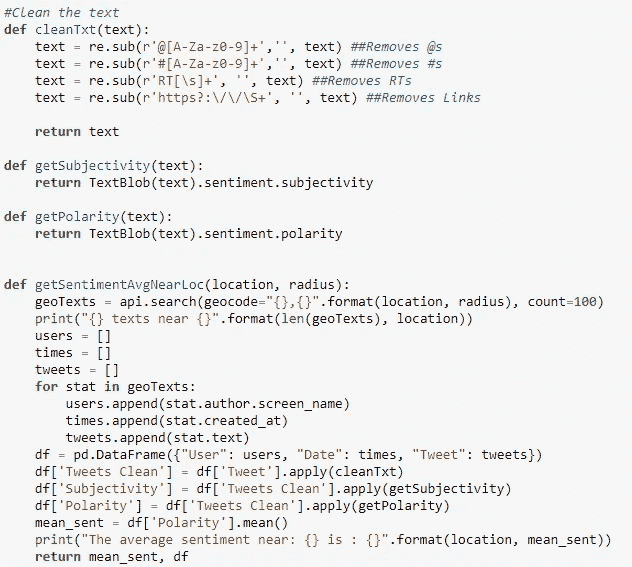 #Clean the text
def cleanTxt(text):
    text = re.sub(r'@[A-Za-z0-9]+','', text) ##Removes @s
    text = re.sub(r'#[A-Za-z0-9]+','', text) ##Removes #s
    text = re.sub(r'RT[\s]+', '', text) ##Removes RTs
    text = re.sub(r'https?:\/\/\S+', '', text) ##Removes Links

    return text

def getSubjectivity(text):
    return TextBlob(text).sentiment.subjectivity

def getPolarity(text):
    return TextBlob(text).sentiment.polarity


def getSentimentAvgNearLoc(location, radius):
    geoTexts = api.search(geocode="{},{}".format(location, radius), count=100)
    print("{} texts near {}".format(len(geoTexts), location))
    users = []
    times = []
    tweets = []
    for stat in geoTexts:
        users.append(stat.author.screen_name)
        times.append(stat.created_at)
        tweets.append(stat.text)
    df = pd.DataFrame({"User": users, "Date": times, "Tweet": tweets})
    df['Tweets Clean'] = df['Tweet'].apply(cleanTxt)
    df['Subjectivity'] = df['Tweets Clean'].apply(getSubjectivity)
    df['Polarity'] = df['Tweets Clean'].apply(getPolarity)
    mean_sent = df['Polarity'].mean()
    print("The average sentiment near: {} is : {}".format(location, mean_sent))
    return mean_sent, df